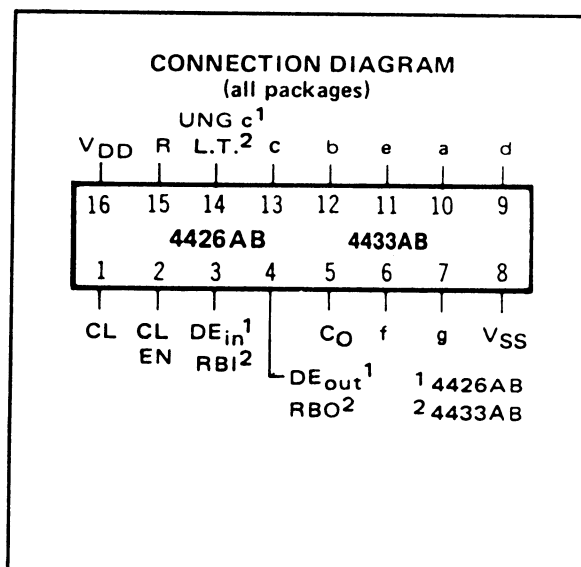 CONNECTION DIAGRAM
(all packages)
UNG c¹
VDD R L.T.² c b e a d
16 15 14 13 12 11 10 9
4426AB 4433AB
1 2 3 4 5 6 7 8
CL CL DEin¹ CO f g VSS
EN RBI²
DEout¹ ¹ 4426AB
RBO² ² 4433AB